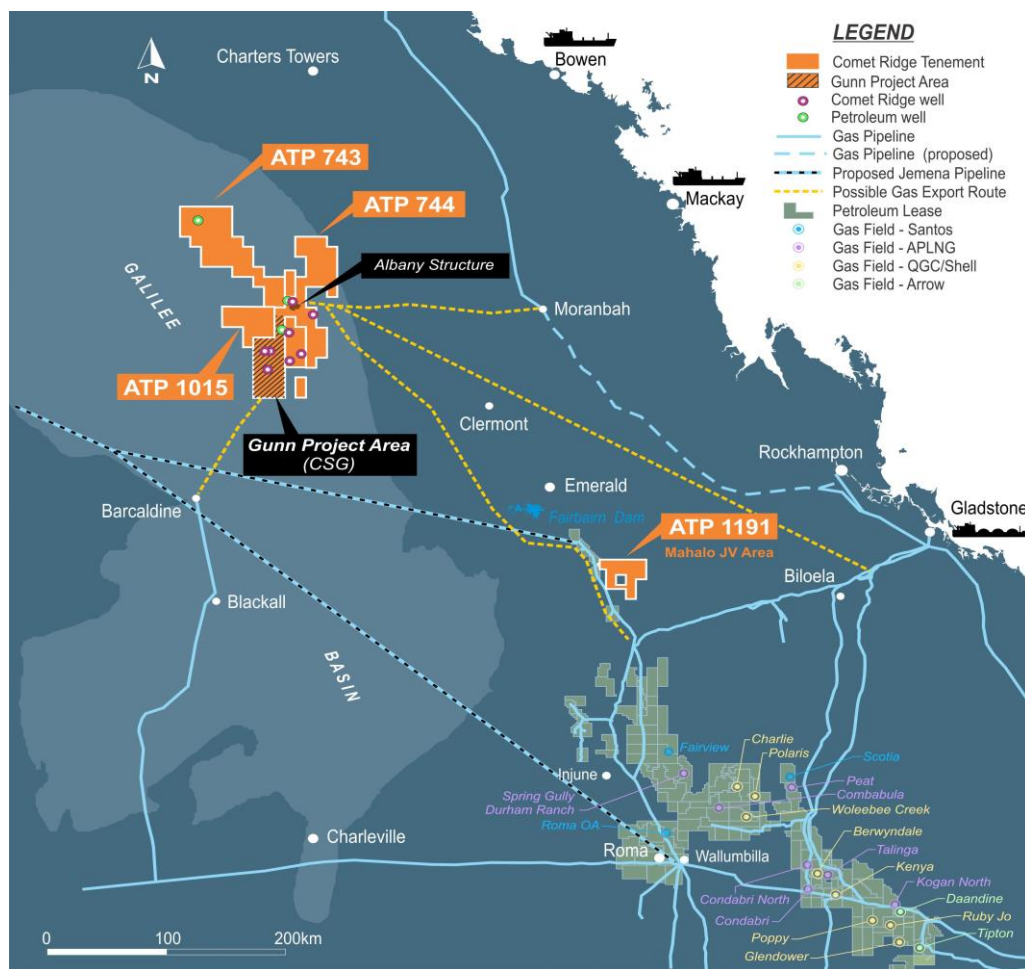 LEGEND
Comet Ridge Tenement
Gunn Project Area
Comet Ridge well
Petroleum well
Gas Pipeline
Gas Pipeline (proposed)
Proposed Jemena Pipeline
Possible Gas Export Route
Petroleum Lease
Gas Field - Santos
Gas Field - APLNG
Gas Field - QGC/Shell
Gas Field - Arrow
N
Charters Towers
Bowen
Mackay
ATP 743
ATP 744
Albany Structure
GALILEE
Moranbah
ATP 1015
Gunn Project Area
(CSG)
Clermont
Rockhampton
Emerald
Barcaldine
Fairbairn Dam
Gladstone
ATP 1191
Mahalo JV Area
Biloela
Blackall
BASIN
Charlie
Polaris
Fairview
Scotia
Injune
Peat
Spring Gully
Combabula
Durham Ranch
Woleebee Creek
Roma OA
Berwyndale
Charleville
Roma
Wallumbilla
Talinga
Kenya
Kogan North
Condabri North
Daandine
Condabri
Ruby Jo
Poppy
Tipton
Glendower
0 100 200km